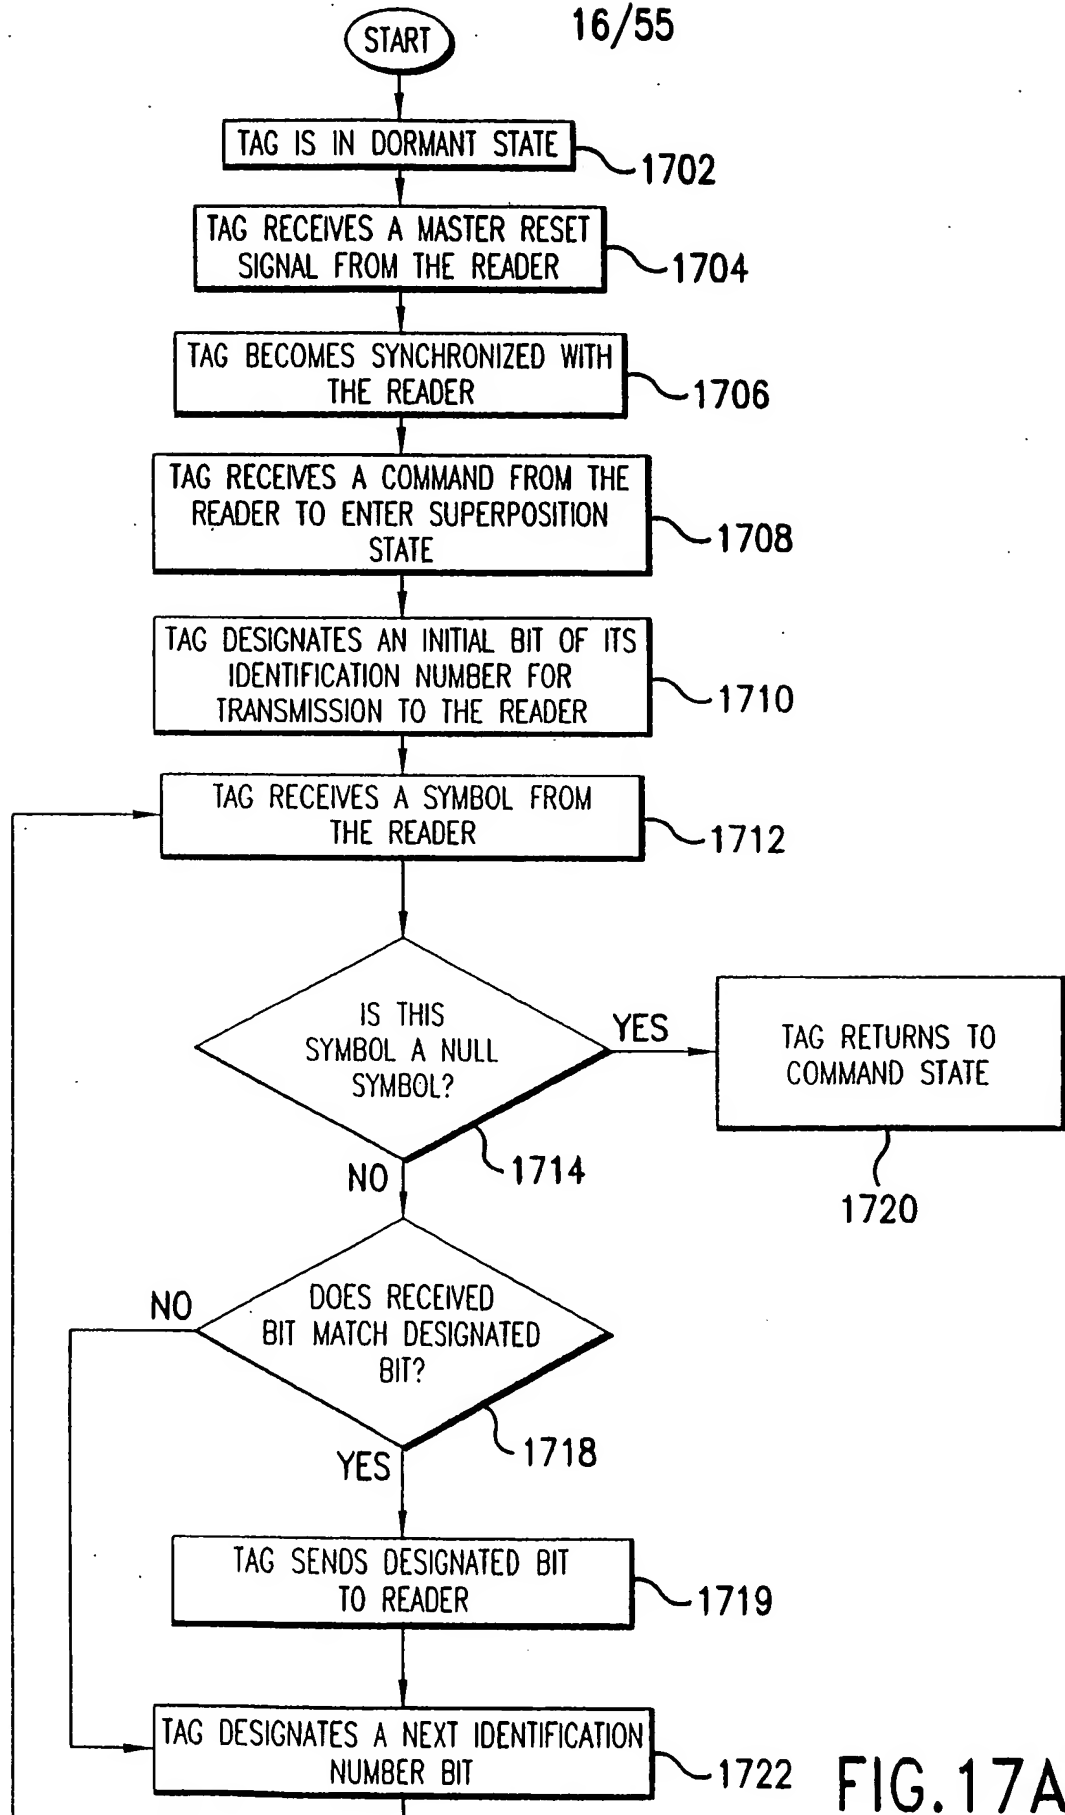 16/55
START
TAG IS IN DORMANT STATE
1702
TAG RECEIVES A MASTER RESET
SIGNAL FROM THE READER
1704
TAG BECOMES SYNCHRONIZED WITH
THE READER
1706
TAG RECEIVES A COMMAND FROM THE
READER TO ENTER SUPERPOSITION
STATE
1708
TAG DESIGNATES AN INITIAL BIT OF ITS
IDENTIFICATION NUMBER FOR
TRANSMISSION TO THE READER
1710
TAG RECEIVES A SYMBOL FROM
THE READER
1712
IS THIS
SYMBOL A NULL
SYMBOL?
1714
YES
TAG RETURNS TO
COMMAND STATE
1720
NO
DOES RECEIVED
BIT MATCH DESIGNATED
BIT?
1718
NO
YES
TAG SENDS DESIGNATED BIT
TO READER
1719
TAG DESIGNATES A NEXT IDENTIFICATION
NUMBER BIT
1722
FIG.17A